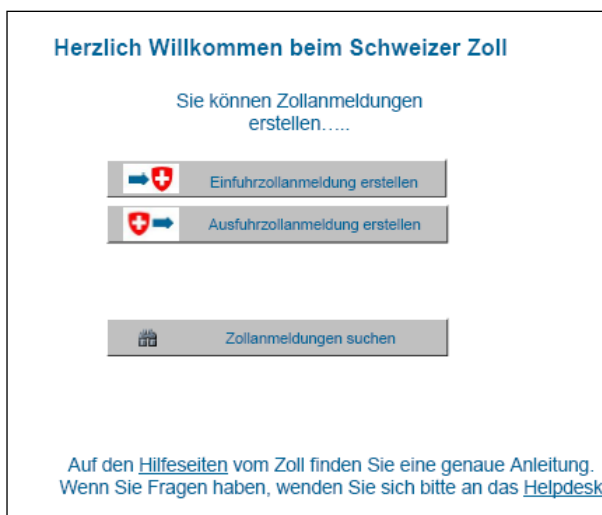 Herzlich Willkommen beim Schweizer Zoll
Sie können Zollanmeldungen
erstellen.....
Einfuhrzollanmeldung erstellen
Ausfuhrzollanmeldung erstellen
Zollanmeldungen suchen
Auf den Hilfeseiten vom Zoll finden Sie eine genaue Anleitung.
Wenn Sie Fragen haben, wenden Sie sich bitte an das Helpdesk